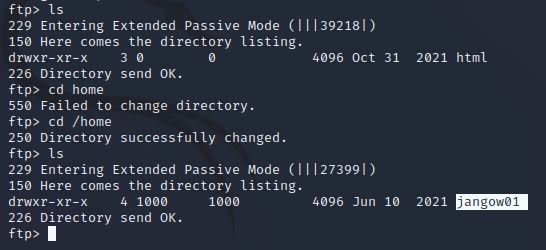 ftp> ls
229 Entering Extended Passive Mode (|||39218|)
150 Here comes the directory listing.
drwxr-xr-x    3 0        0            4096 Oct 31  2021 html
226 Directory send OK.
ftp> cd home
550 Failed to change directory.
ftp> cd /home
250 Directory successfully changed.
ftp> ls
229 Entering Extended Passive Mode (|||27399|)
150 Here comes the directory listing.
drwxr-xr-x    4 1000     1000         4096 Jun 10  2021 jangow01
226 Directory send OK.
ftp>